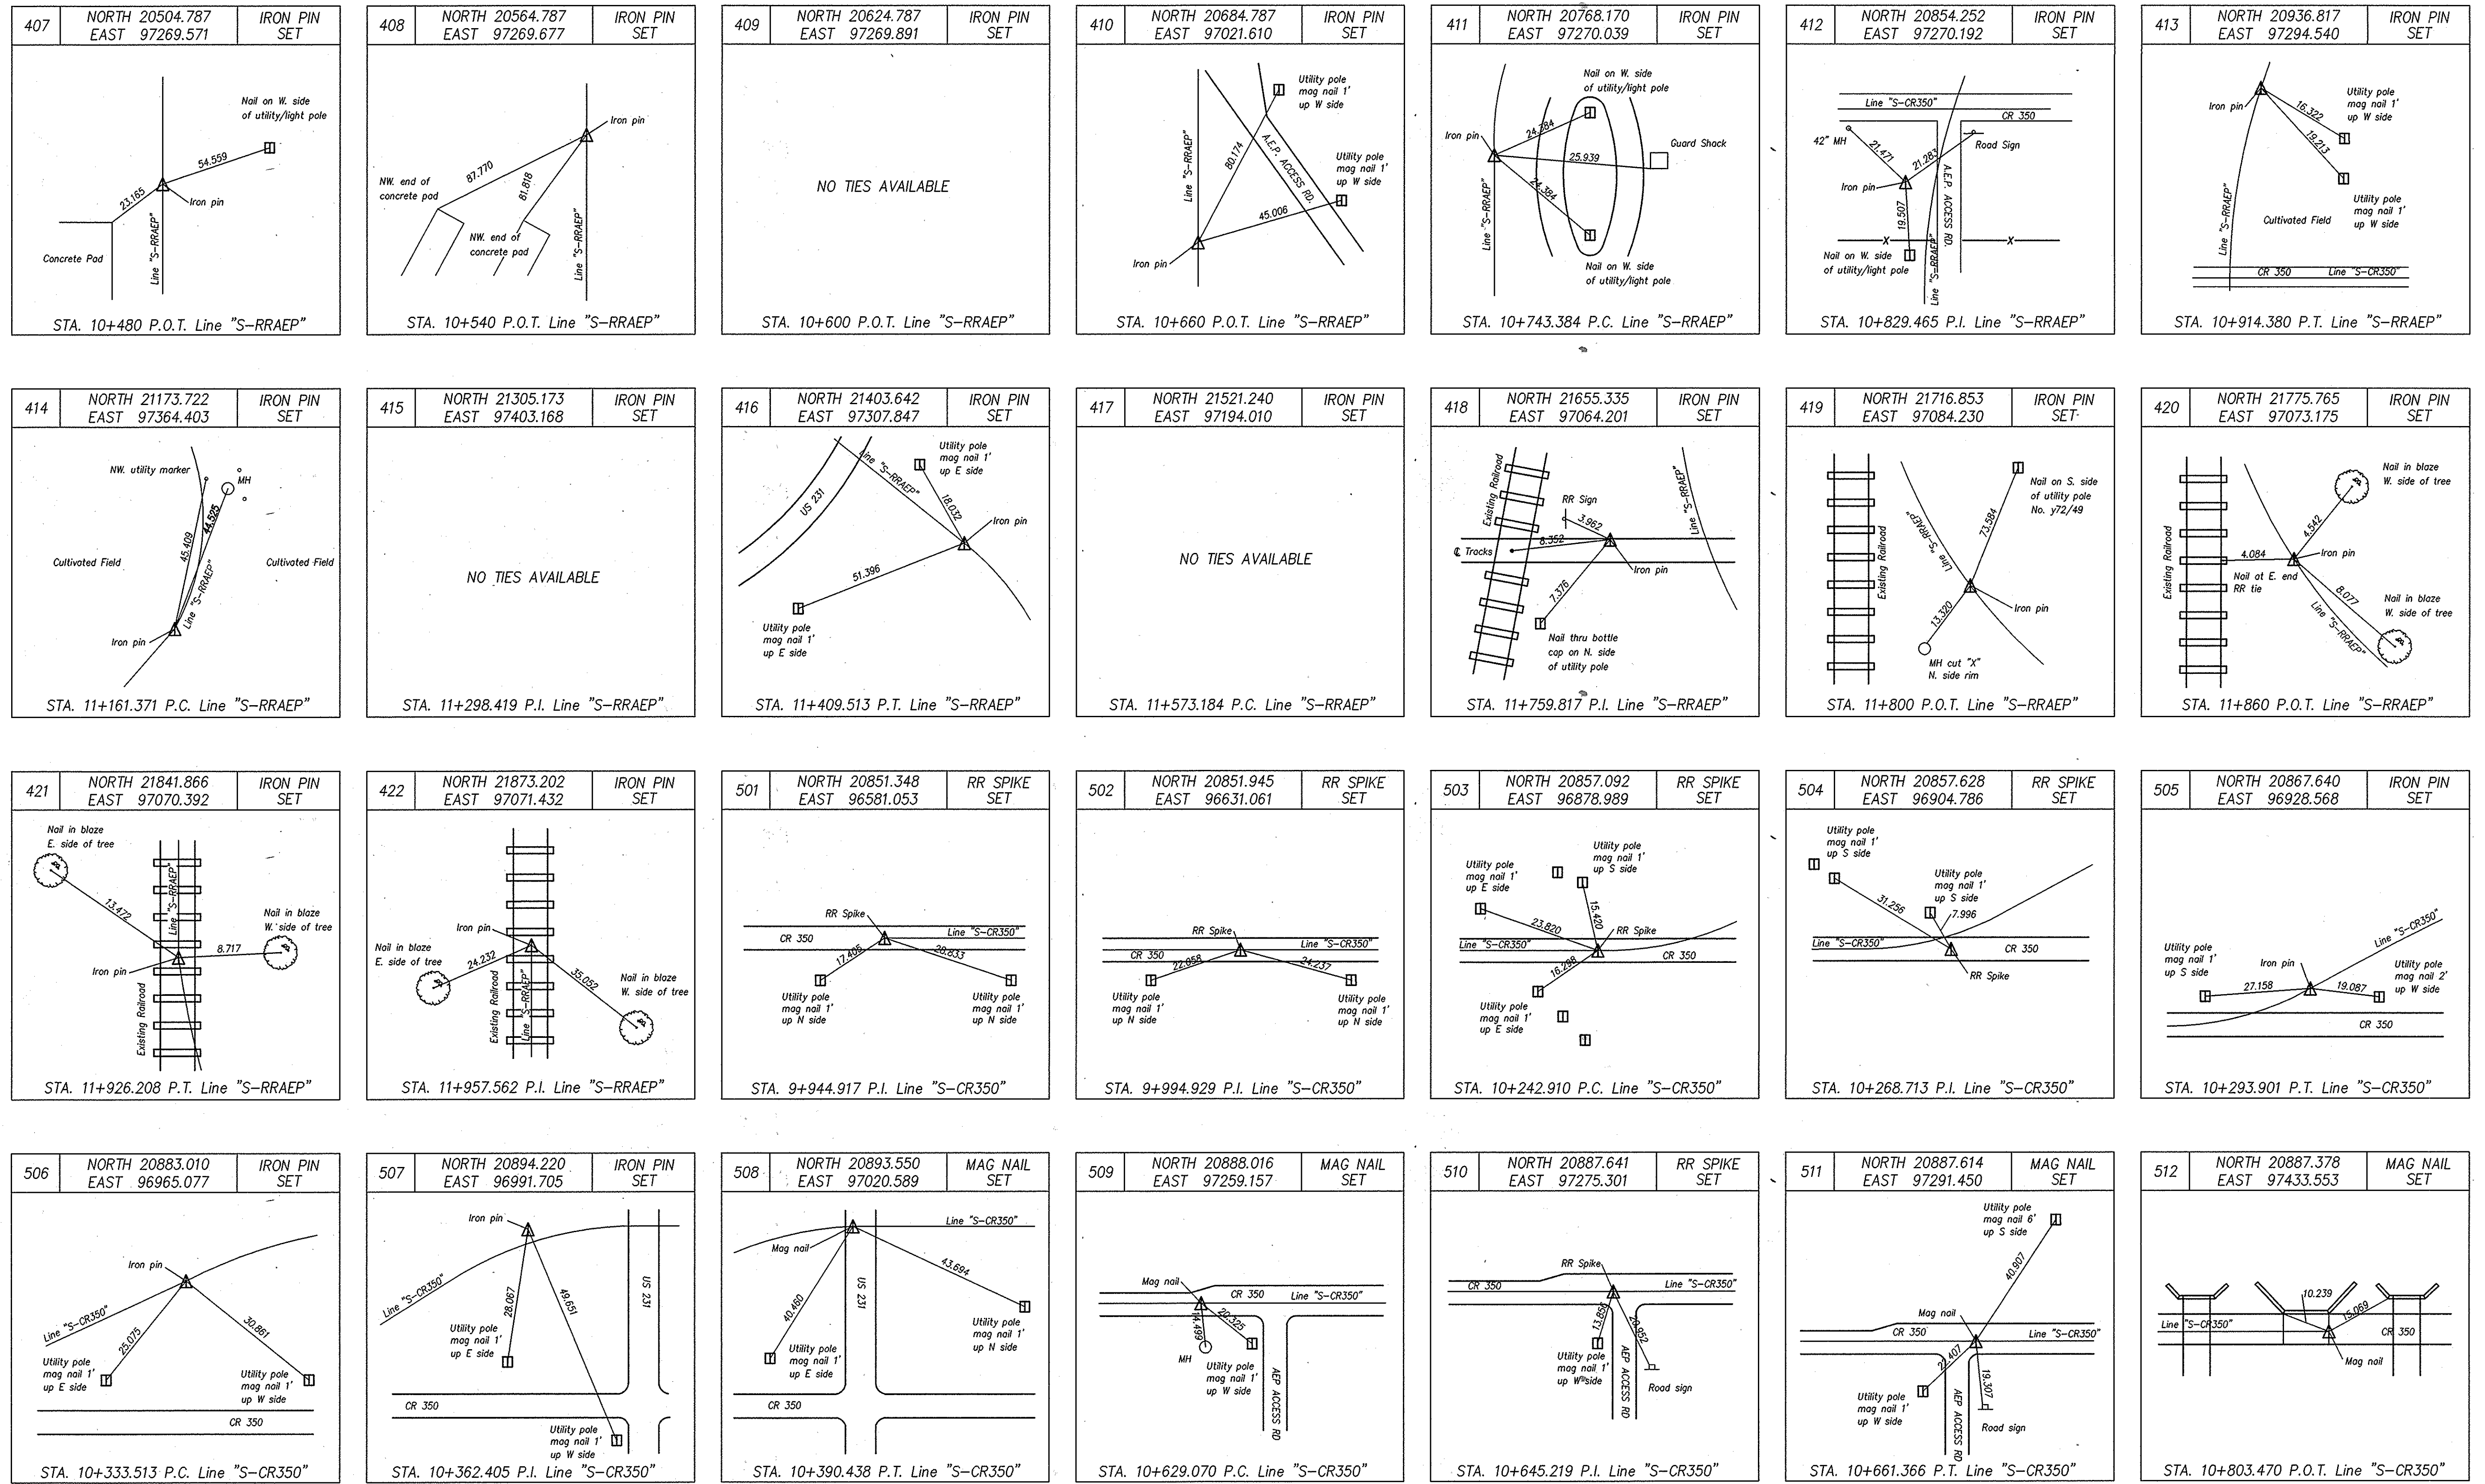 407
NORTH 20504.787
EAST 97269.571
IRON PIN
SET
Nail on W. side
of utility/light pole
54.559
23.165
Iron pin
Line "S-RRAEP"
Concrete Pad
STA. 10+480 P.O.T. Line "S-RRAEP"
408
NORTH 20564.787
EAST 97269.677
IRON PIN
SET
Iron pin
87.770
81.818
NW. end of
concrete pad
NW. end of
concrete pad
Line "S-RRAEP"
STA. 10+540 P.O.T. Line "S-RRAEP"
409
NORTH 20624.787
EAST 97269.891
IRON PIN
SET
NO TIES AVAILABLE
STA. 10+600 P.O.T. Line "S-RRAEP"
410
NORTH 20684.787
EAST 97021.610
IRON PIN
SET
Utility pole
mag nail 1'
up W side
Line "S-RRAEP"
80.174
A.E.P. ACCESS RD.
Utility pole
mag nail 1'
up W side
45.006
Iron pin
STA. 10+660 P.O.T. Line "S-RRAEP"
411
NORTH 20768.170
EAST 97270.039
IRON PIN
SET
Nail on W. side
of utility/light pole
Iron pin
24.384
25.939
Guard Shack
24.384
Line "S-RRAEP"
Nail on W. side
of utility/light pole
STA. 10+743.384 P.C. Line "S-RRAEP"
412
NORTH 20854.252
EAST 97270.192
IRON PIN
SET
Line "S-CR350"
CR 350
42" MH
21.471
21.283
Road Sign
Iron pin
A.E.P. ACCESS RD.
19.507
X
X
Nail on W. side
of utility/light pole
Line "S-RRAEP"
STA. 10+829.465 P.I. Line "S-RRAEP"
413
NORTH 20936.817
EAST 97294.540
IRON PIN
SET
Iron pin
16.322
19.213
Utility pole
mag nail 1'
up W side
Utility pole
mag nail 1'
up W side
Line "S-RRAEP"
Cultivated Field
CR 350
Line "S-CR350"
STA. 10+914.380 P.T. Line "S-RRAEP"
414
NORTH 21173.722
EAST 97364.403
IRON PIN
SET
NW. utility marker
MH
44.525
45.409
Cultivated Field
Cultivated Field
Line "S-RRAEP"
Iron pin
STA. 11+161.371 P.C. Line "S-RRAEP"
415
NORTH 21305.173
EAST 97403.168
IRON PIN
SET
NO TIES AVAILABLE
STA. 11+298.419 P.I. Line "S-RRAEP"
416
NORTH 21403.642
EAST 97307.847
IRON PIN
SET
Utility pole
mag nail 1'
up E side
Line "S-RRAEP"
US 231
18.032
Iron pin
51.396
Utility pole
mag nail 1'
up E side
STA. 11+409.513 P.T. Line "S-RRAEP"
417
NORTH 21521.240
EAST 97194.010
IRON PIN
SET
NO TIES AVAILABLE
STA. 11+573.184 P.C. Line "S-RRAEP"
418
NORTH 21655.335
EAST 97064.201
IRON PIN
SET
Existing Railroad
RR Sign
3.962
8.352
Line "S-RRAEP"
℄ Tracks
Iron pin
7.376
Nail thru bottle
cap on N. side
of utility pole
STA. 11+759.817 P.I. Line "S-RRAEP"
419
NORTH 21716.853
EAST 97084.230
IRON PIN
SET
Nail on S. side
of utility pole
No. y72/49
Line "S-RRAEP"
73.584
Existing Railroad
Iron pin
13.320
MH cut "X"
N. side rim
STA. 11+800 P.O.T. Line "S-RRAEP"
420
NORTH 21775.765
EAST 97073.175
IRON PIN
SET
Nail in blaze
W. side of tree
4.542
Existing Railroad
4.084
Iron pin
Nail at E. end
RR tie
8.077
Nail in blaze
W. side of tree
Line "S-RRAEP"
STA. 11+860 P.O.T. Line "S-RRAEP"
421
NORTH 21841.866
EAST 97070.392
IRON PIN
SET
Nail in blaze
E. side of tree
Line "S-RRAEP"
13.472
Nail in blaze
W. side of tree
8.717
Iron pin
Existing Railroad
STA. 11+926.208 P.T. Line "S-RRAEP"
422
NORTH 21873.202
EAST 97071.432
IRON PIN
SET
Iron pin
Nail in blaze
E. side of tree
24.232
35.052
Nail in blaze
W. side of tree
Existing Railroad
Line "S-RRAEP"
STA. 11+957.562 P.I. Line "S-RRAEP"
501
NORTH 20851.348
EAST 96581.053
RR SPIKE
SET
RR Spike
CR 350
Line "S-CR350"
17.405
28.833
Utility pole
mag nail 1'
up N side
Utility pole
mag nail 1'
up N side
STA. 9+944.917 P.I. Line "S-CR350"
502
NORTH 20851.945
EAST 96631.061
RR SPIKE
SET
RR Spike
Line "S-CR350"
CR 350
22.058
24.237
Utility pole
mag nail 1'
up N side
Utility pole
mag nail 1'
up N side
STA. 9+994.929 P.I. Line "S-CR350"
503
NORTH 20857.092
EAST 96878.989
RR SPIKE
SET
Utility pole
mag nail 1'
up S side
Utility pole
mag nail 1'
up E side
15.420
23.820
RR Spike
Line "S-CR350"
CR 350
16.298
Utility pole
mag nail 1'
up E side
STA. 10+242.910 P.C. Line "S-CR350"
504
NORTH 20857.628
EAST 96904.786
RR SPIKE
SET
Utility pole
mag nail 1'
up S side
Utility pole
mag nail 1'
up S side
31.256
7.996
Line "S-CR350"
CR 350
RR Spike
STA. 10+268.713 P.I. Line "S-CR350"
505
NORTH 20867.640
EAST 96928.568
IRON PIN
SET
Line "S-CR350"
Utility pole
mag nail 1'
up S side
Iron pin
Utility pole
mag nail 2'
up W side
27.158
19.087
CR 350
STA. 10+293.901 P.T. Line "S-CR350"
506
NORTH 20883.010
EAST 96965.077
IRON PIN
SET
Iron pin
Line "S-CR350"
25.075
30.861
Utility pole
mag nail 1'
up E side
Utility pole
mag nail 1'
up W side
CR 350
STA. 10+333.513 P.C. Line "S-CR350"
507
NORTH 20894.220
EAST 96991.705
IRON PIN
SET
Iron pin
Line "S-CR350"
28.067
49.651
US 231
Utility pole
mag nail 1'
up E side
CR 350
Utility pole
mag nail 1'
up W side
STA. 10+362.405 P.I. Line "S-CR350"
508
NORTH 20893.550
EAST 97020.589
MAG NAIL
SET
Line "S-CR350"
Mag nail
43.694
40.460
US 231
Utility pole
mag nail 1'
up N side
Utility pole
mag nail 1'
up E side
CR 350
STA. 10+390.438 P.T. Line "S-CR350"
509
NORTH 20888.016
EAST 97259.157
MAG NAIL
SET
Mag nail
CR 350
Line "S-CR350"
14.499
20.325
MH
Utility pole
mag nail 1'
up W side
AEP ACCESS RD
STA. 10+629.070 P.C. Line "S-CR350"
510
NORTH 20887.641
EAST 97275.301
RR SPIKE
SET
RR Spike
CR 350
Line "S-CR350"
13.856
20.952
Utility pole
mag nail 1'
up W side
AEP ACCESS RD
Road sign
STA. 10+645.219 P.I. Line "S-CR350"
511
NORTH 20887.614
EAST 97291.450
MAG NAIL
SET
Utility pole
mag nail 6'
up S side
40.907
Mag nail
CR 350
Line "S-CR350"
22.407
19.307
Utility pole
mag nail 1'
up W side
AEP ACCESS RD
Road sign
STA. 10+661.366 P.T. Line "S-CR350"
512
NORTH 20887.378
EAST 97433.553
MAG NAIL
SET
10.239
15.069
Line "S-CR350"
CR 350
Mag nail
STA. 10+803.470 P.O.T. Line "S-CR350"